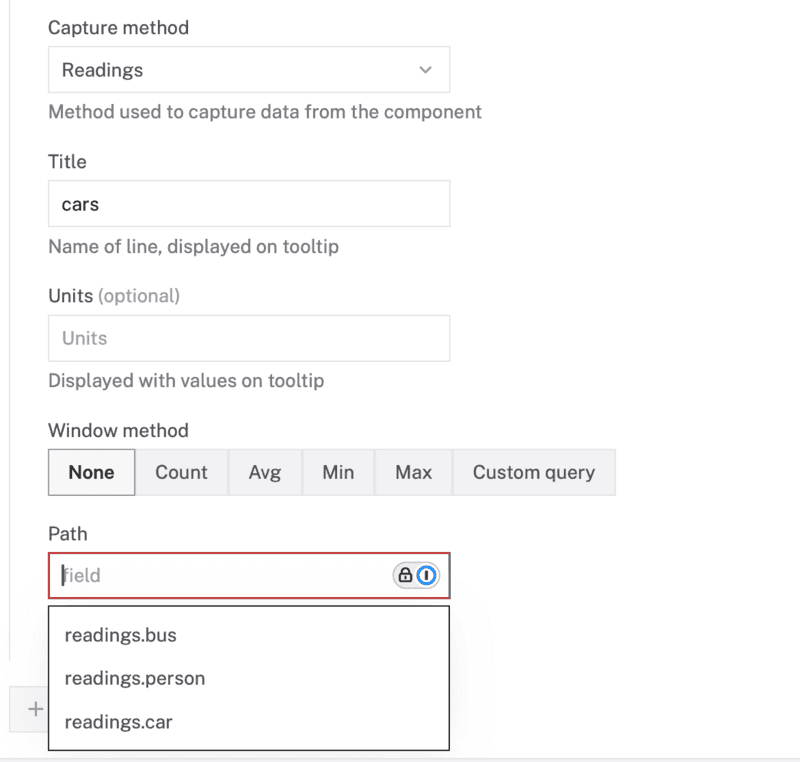 Capture method
Readings
Method used to capture data from the component
Title
cars
Name of line, displayed on tooltip
Units (optional)
Units
Displayed with values on tooltip
Window method
None Count Avg Min Max Custom query
Path
field
readings.bus
readings.person
readings.car
+